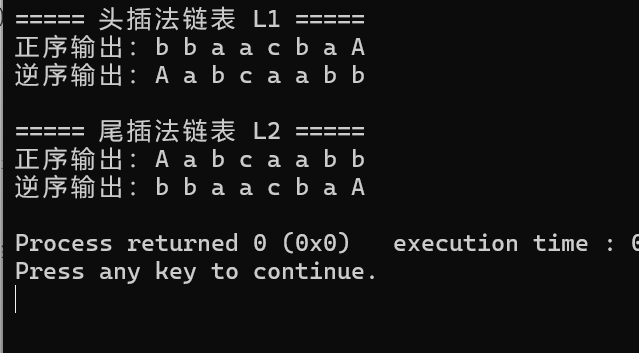 ===== 头插法链表 L1 =====
正序输出: b b a a c b a A
逆序输出: A a b c a a b b
===== 尾插法链表 L2 =====
正序输出: A a b c a a b b
逆序输出: b b a a c b a A
Process returned 0 (0x0)   execution time :
Press any key to continue.